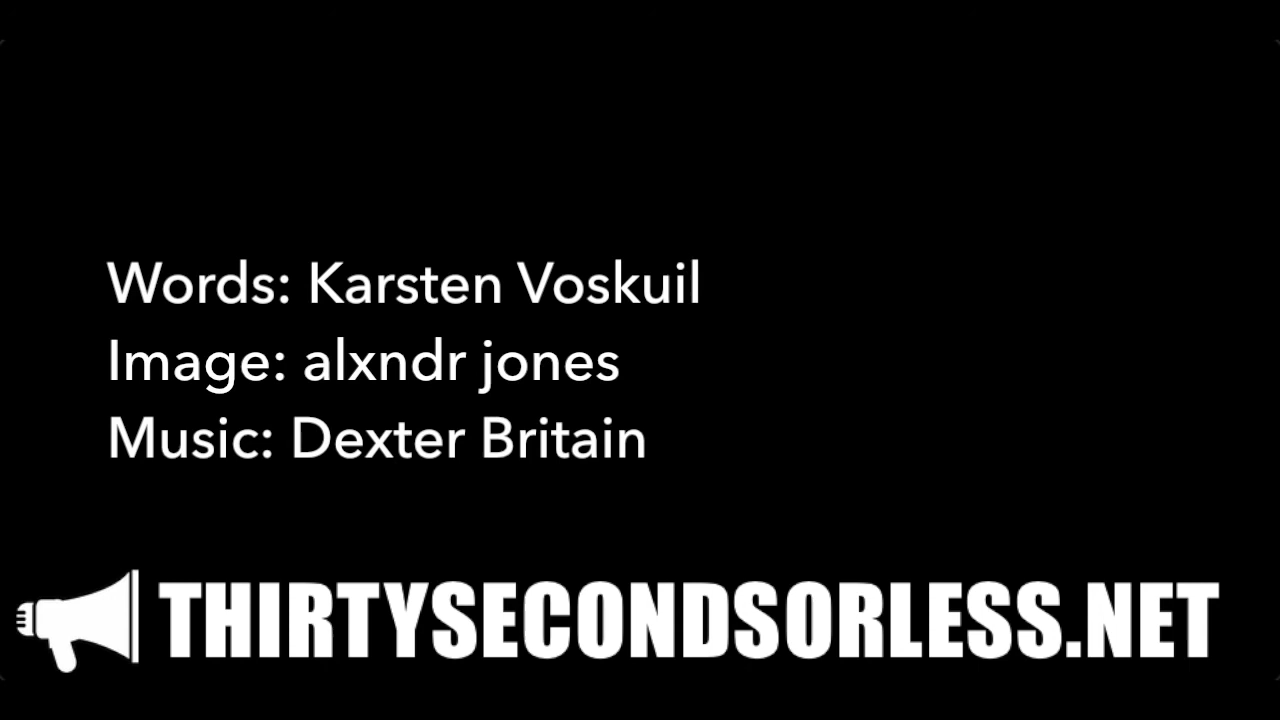 Words: Karsten Voskuil
Image: alxndr jones
Music: Dexter Britain
THIRTYSECONDSORLESS.NET